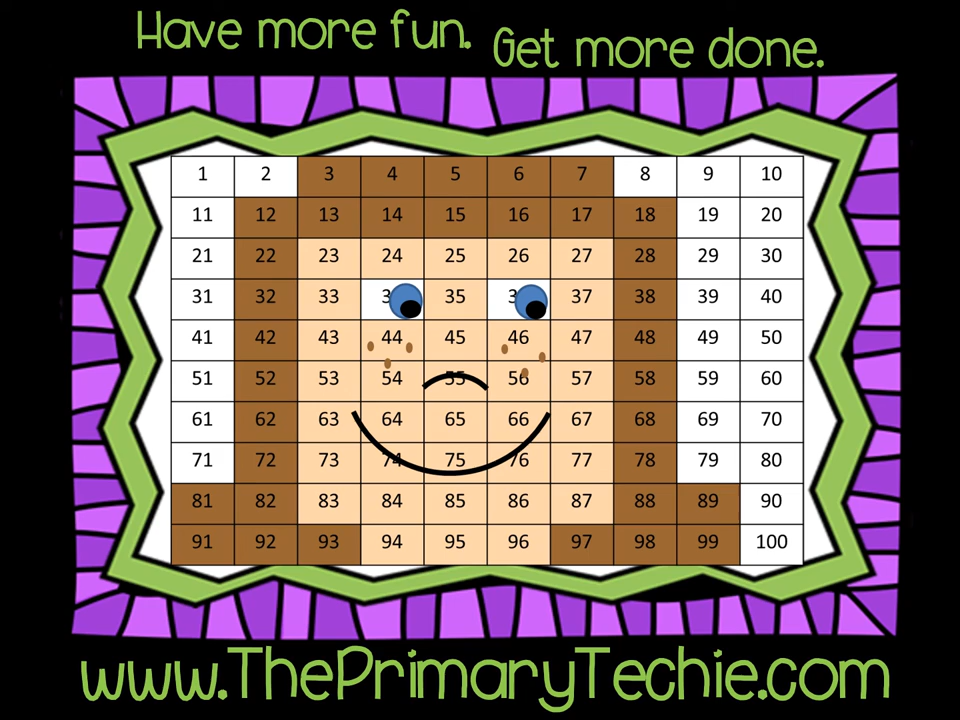 Have more fun. Get more done.
1 2 3 4 5 6 7 8 9 10
11 12 13 14 15 16 17 18 19 20
21 22 23 24 25 26 27 28 29 30
31 32 33 3 35 3 37 38 39 40
41 42 43 44 45 46 47 48 49 50
51 52 53 54 55 56 57 58 59 60
61 62 63 64 65 66 67 68 69 70
71 72 73 74 75 76 77 78 79 80
81 82 83 84 85 86 87 88 89 90
91 92 93 94 95 96 97 98 99 100
www.ThePrimaryTechie.com